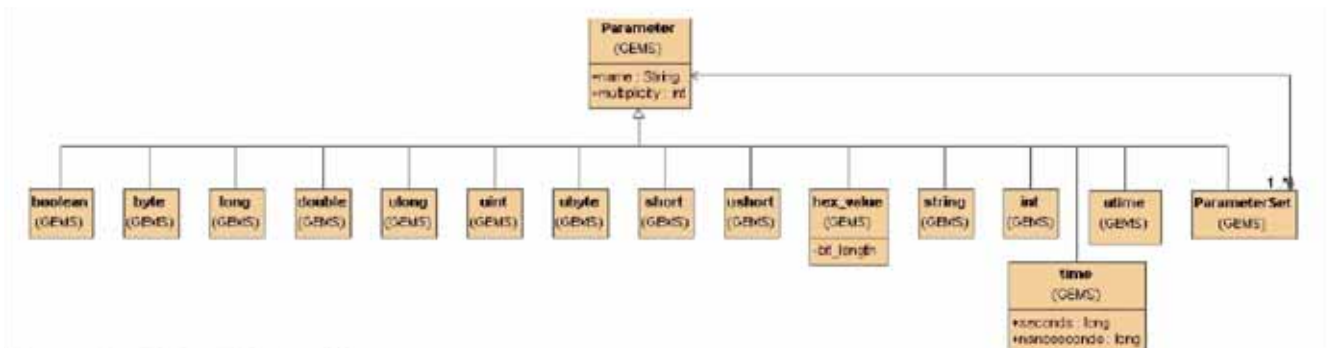 Parameter
(GEMS)
+name : String
+multiplicity : int
boolean
(GEMS)
byte
(GEMS)
long
(GEMS)
double
(GEMS)
ulong
(GEMS)
uint
(GEMS)
ubyte
(GEMS)
short
(GEMS)
ushort
(GEMS)
hex_value
(GEMS)
-bit_length
string
(GEMS)
int
(GEMS)
utime
(GEMS)
1..*
ParameterSet
(GEMS)
time
(GEMS)
+seconds : long
+nanoseconds : long